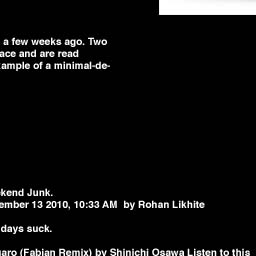 a few weeks ago. Two
ace and are read
ample of a minimal-de-
kend Junk.
ember 13 2010, 10:33 AM by Rohan Likhite
days suck.
aro (Fabian Remix) by Shinichi Osawa Listen to this